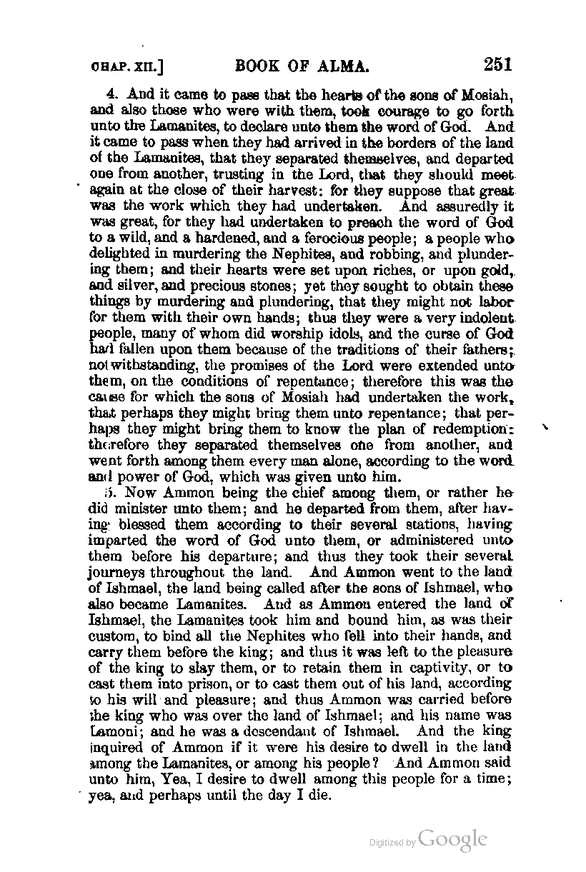 CHAP. XII.] BOOK OF ALMA. 251
4. And it came to pass that the hearts of the sons of Mosiah,
and also those who were with them, took courage to go forth
unto the Lamanites, to declare unto them the word of God. And
it came to pass when they had arrived in the borders of the land
of the Lamanites, that they separated themselves, and departed
one from another, trusting in the Lord, that they should meet
again at the close of their harvest: for they suppose that great
was the work which they had undertaken. And assuredly it
was great, for they had undertaken to preach the word of God
to a wild, and a hardened, and a ferocious people; a people who
delighted in murdering the Nephites, and robbing, and plunder-
ing them; and their hearts were set upon riches, or upon gold,
and silver, and precious stones; yet they sought to obtain these
things by murdering and plundering, that they might not labor
for them with their own hands; thus they were a very indolent
people, many of whom did worship idols, and the curse of God
had fallen upon them because of the traditions of their fathers;
notwithstanding, the promises of the Lord were extended unto
them, on the conditions of repentance; therefore this was the
cause for which the sons of Mosiah had undertaken the work,
that perhaps they might bring them unto repentance; that per-
haps they might bring them to know the plan of redemption:
therefore they separated themselves one from another, and
went forth among them every man alone, according to the word
and power of God, which was given unto him.
5. Now Ammon being the chief among them, or rather he
did minister unto them; and he departed from them, after hav-
ing blessed them according to their several stations, having
imparted the word of God unto them, or administered unto
them before his departure; and thus they took their several
journeys throughout the land. And Ammon went to the land
of Ishmael, the land being called after the sons of Ishmael, who
also became Lamanites. And as Ammon entered the land of
Ishmael, the Lamanites took him and bound him, as was their
custom, to bind all the Nephites who fell into their hands, and
carry them before the king; and thus it was left to the pleasure
of the king to slay them, or to retain them in captivity, or to
cast them into prison, or to cast them out of his land, according
to his will and pleasure; and thus Ammon was carried before
the king who was over the land of Ishmael; and his name was
Lamoni; and he was a descendant of Ishmael. And the king
inquired of Ammon if it were his desire to dwell in the land
among the Lamanites, or among his people? And Ammon said
unto him, Yea, I desire to dwell among this people for a time;
yea, and perhaps until the day I die.
Digitized by Google